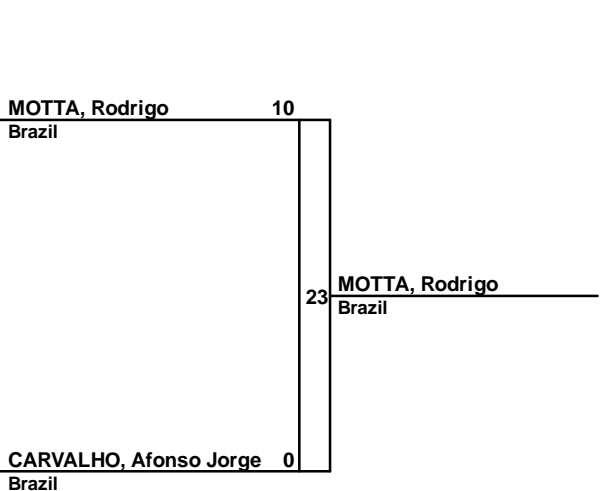 MOTTA, Rodrigo 10
Brazil
23
MOTTA, Rodrigo
Brazil
CARVALHO, Afonso Jorge 0
Brazil